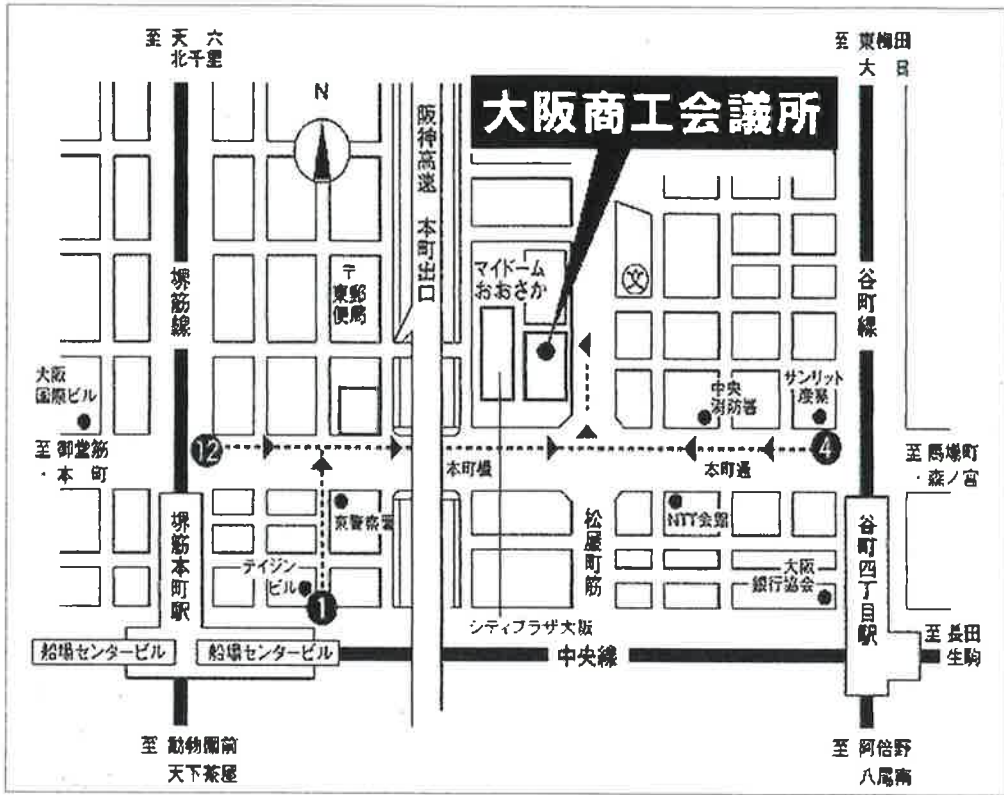 至 天 六
北千里
至 東梅田
大 日
N
阪神高速 本町出口
大阪商工会議所
堺筋線
〒
東郵
便局
マイドーム
おおさか
文
谷町線
大阪
国際ビル
中央
消防署
サンリット
産業
至 御堂筋
・本 町
12
本町橋
本町通
4
至 馬場町
・森ノ宮
堺筋本町駅
東警察署
松屋町筋
NTT会館
谷町四丁目駅
テイジン
ビル
1
大阪
銀行協会
シティプラザ大阪
船場センタービル
船場センタービル
中央線
至 長田
生駒
至 動物園前
天下茶屋
至 阿倍野
八尾南